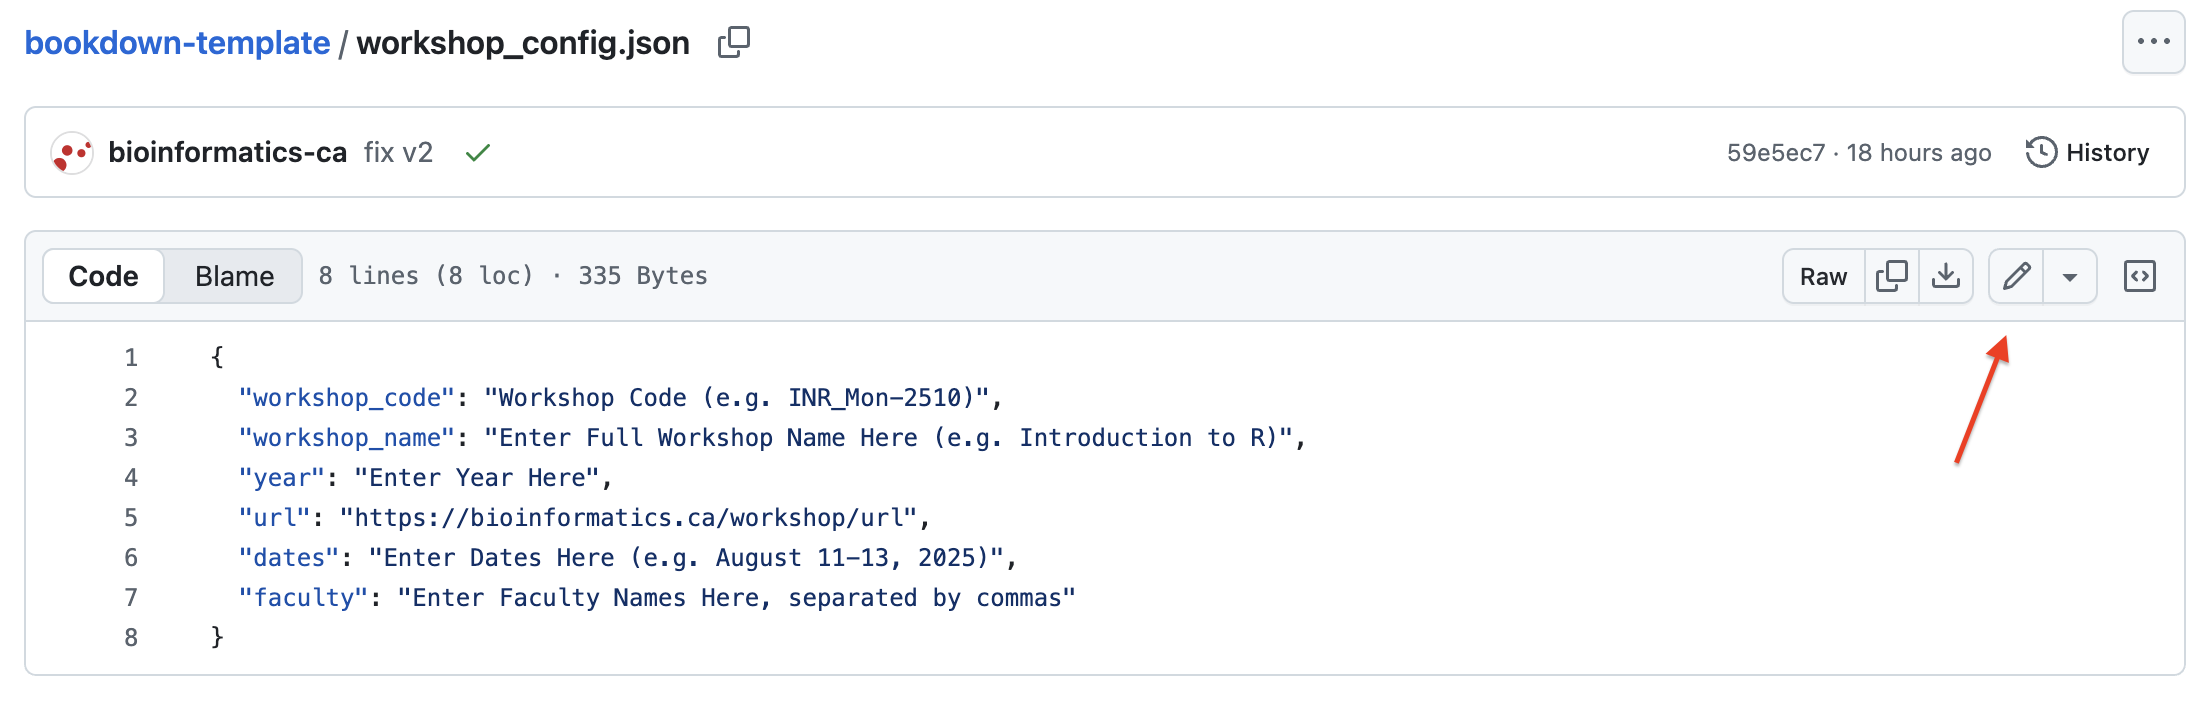 bookdown-template / workshop_config.json
bioinformatics-ca fix v2 59e5ec7 · 18 hours ago History
Code Blame 8 lines (8 loc) · 335 Bytes Raw
1 {
2 "workshop_code": "Workshop Code (e.g. INR_Mon-2510)",
3 "workshop_name": "Enter Full Workshop Name Here (e.g. Introduction to R)",
4 "year": "Enter Year Here",
5 "url": "https://bioinformatics.ca/workshop/url",
6 "dates": "Enter Dates Here (e.g. August 11-13, 2025)",
7 "faculty": "Enter Faculty Names Here, separated by commas"
8 }